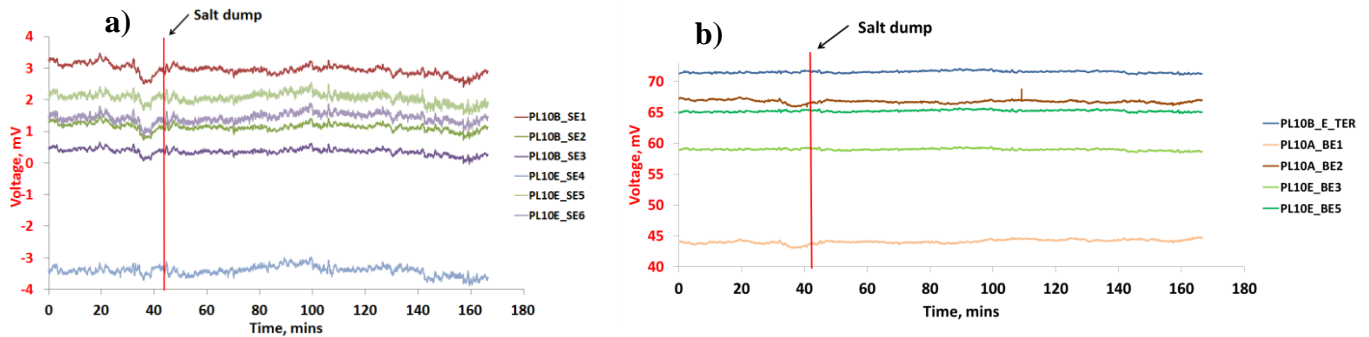 a)
Salt dump
4
3
2
1
0
-1
-2
-3
-4
Voltage, mV
0 20 40 60 80 100 120 140 160 180
Time, mins
PL10B_SE1
PL10B_SE2
PL10B_SE3
PL10E_SE4
PL10E_SE5
PL10E_SE6
b)
Salt dump
70
65
60
55
50
45
40
Voltage, mV
0 20 40 60 80 100 120 140 160 180
Time, mins
PL10B_E_TER
PL10A_BE1
PL10A_BE2
PL10E_BE3
PL10E_BE5